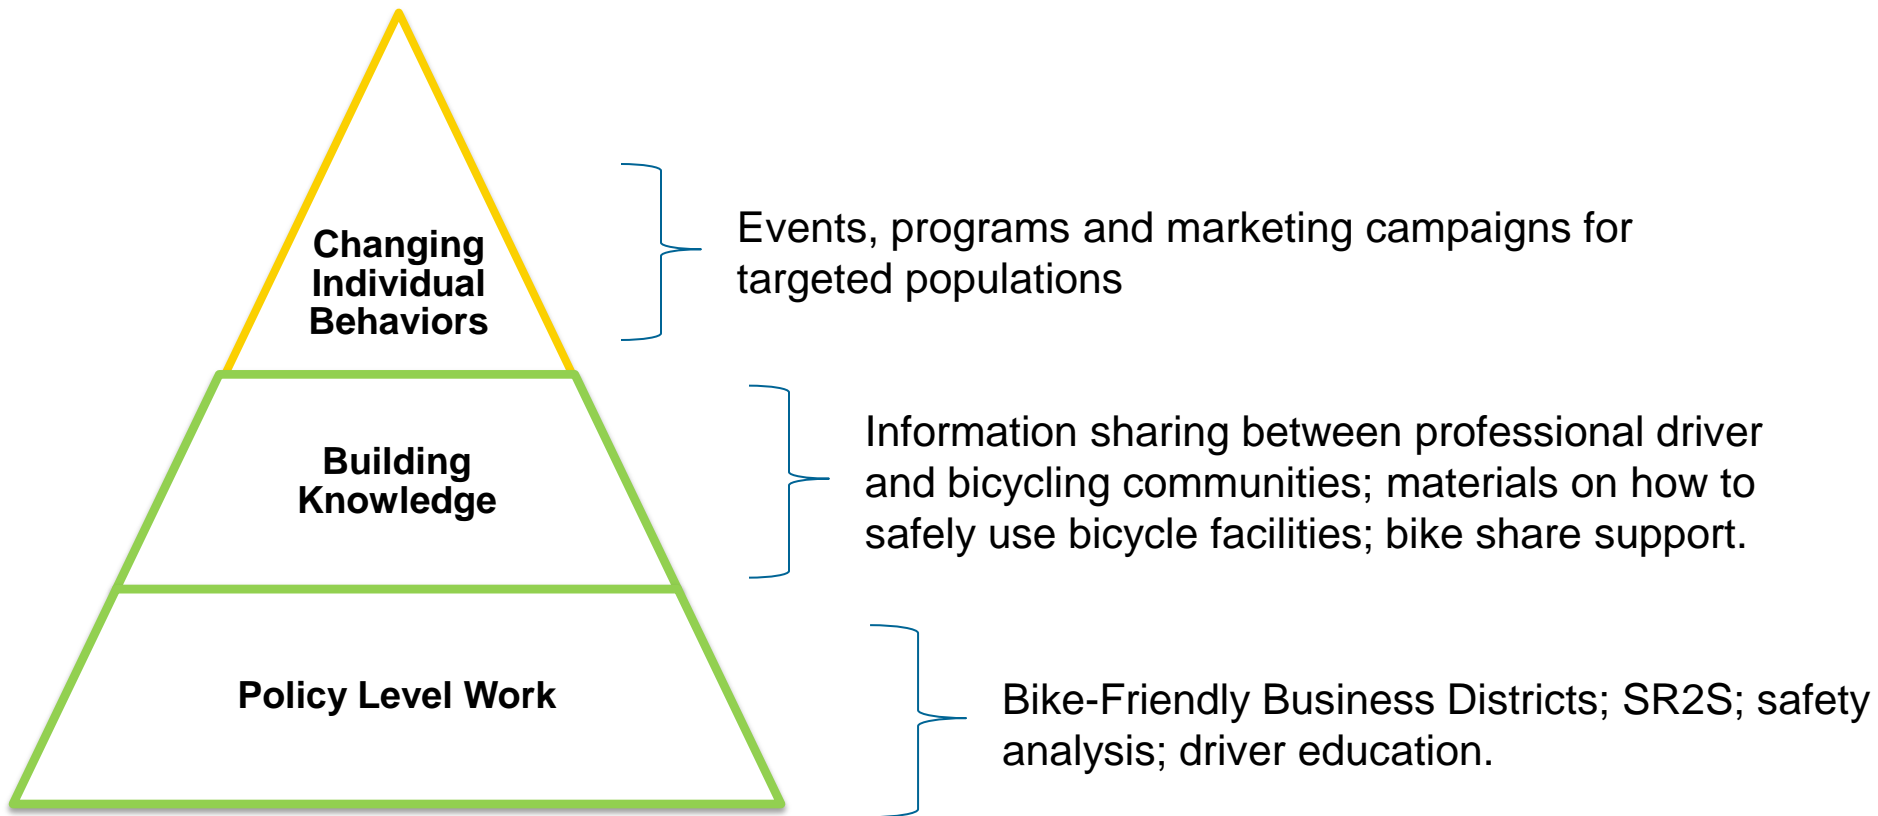 Changing
Individual
Behaviors
Events, programs and marketing campaigns for
targeted populations
Building
Knowledge
Information sharing between professional driver
and bicycling communities; materials on how to
safely use bicycle facilities; bike share support.
Policy Level Work
Bike-Friendly Business Districts; SR2S; safety
analysis; driver education.